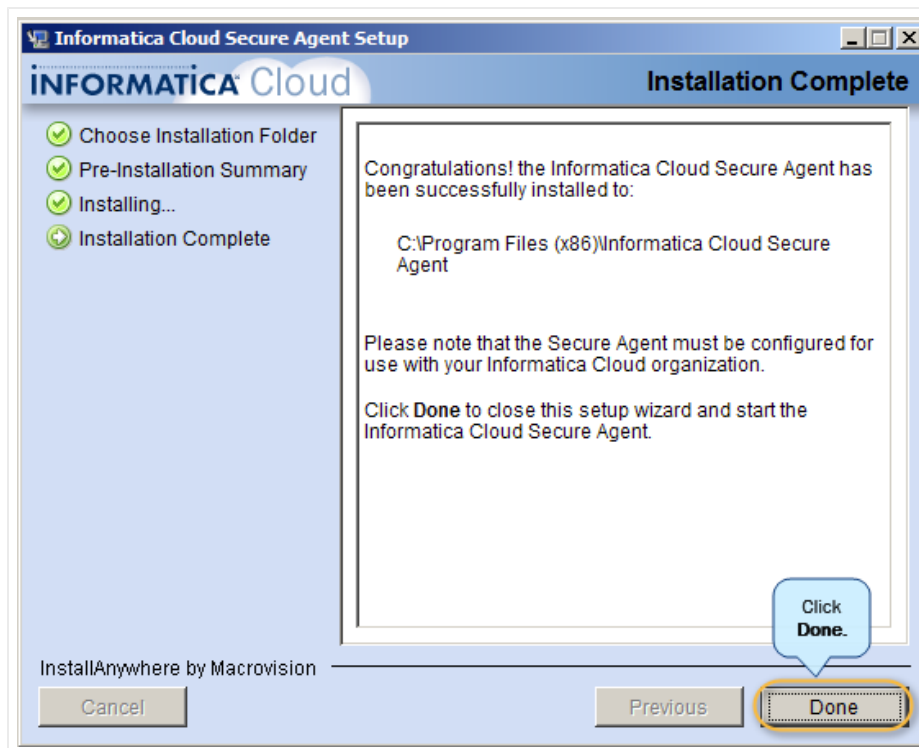 Informatica Cloud Secure Agent Setup
INFORMATICA Cloud
Installation Complete
Choose Installation Folder
Pre-Installation Summary
Installing...
Installation Complete
Congratulations! the Informatica Cloud Secure Agent has
been successfully installed to:
C:\Program Files (x86)\Informatica Cloud Secure
Agent
Please note that the Secure Agent must be configured for
use with your Informatica Cloud organization.
Click Done to close this setup wizard and start the
Informatica Cloud Secure Agent.
Click
Done.
InstallAnywhere by Macrovision
Cancel
Previous
Done